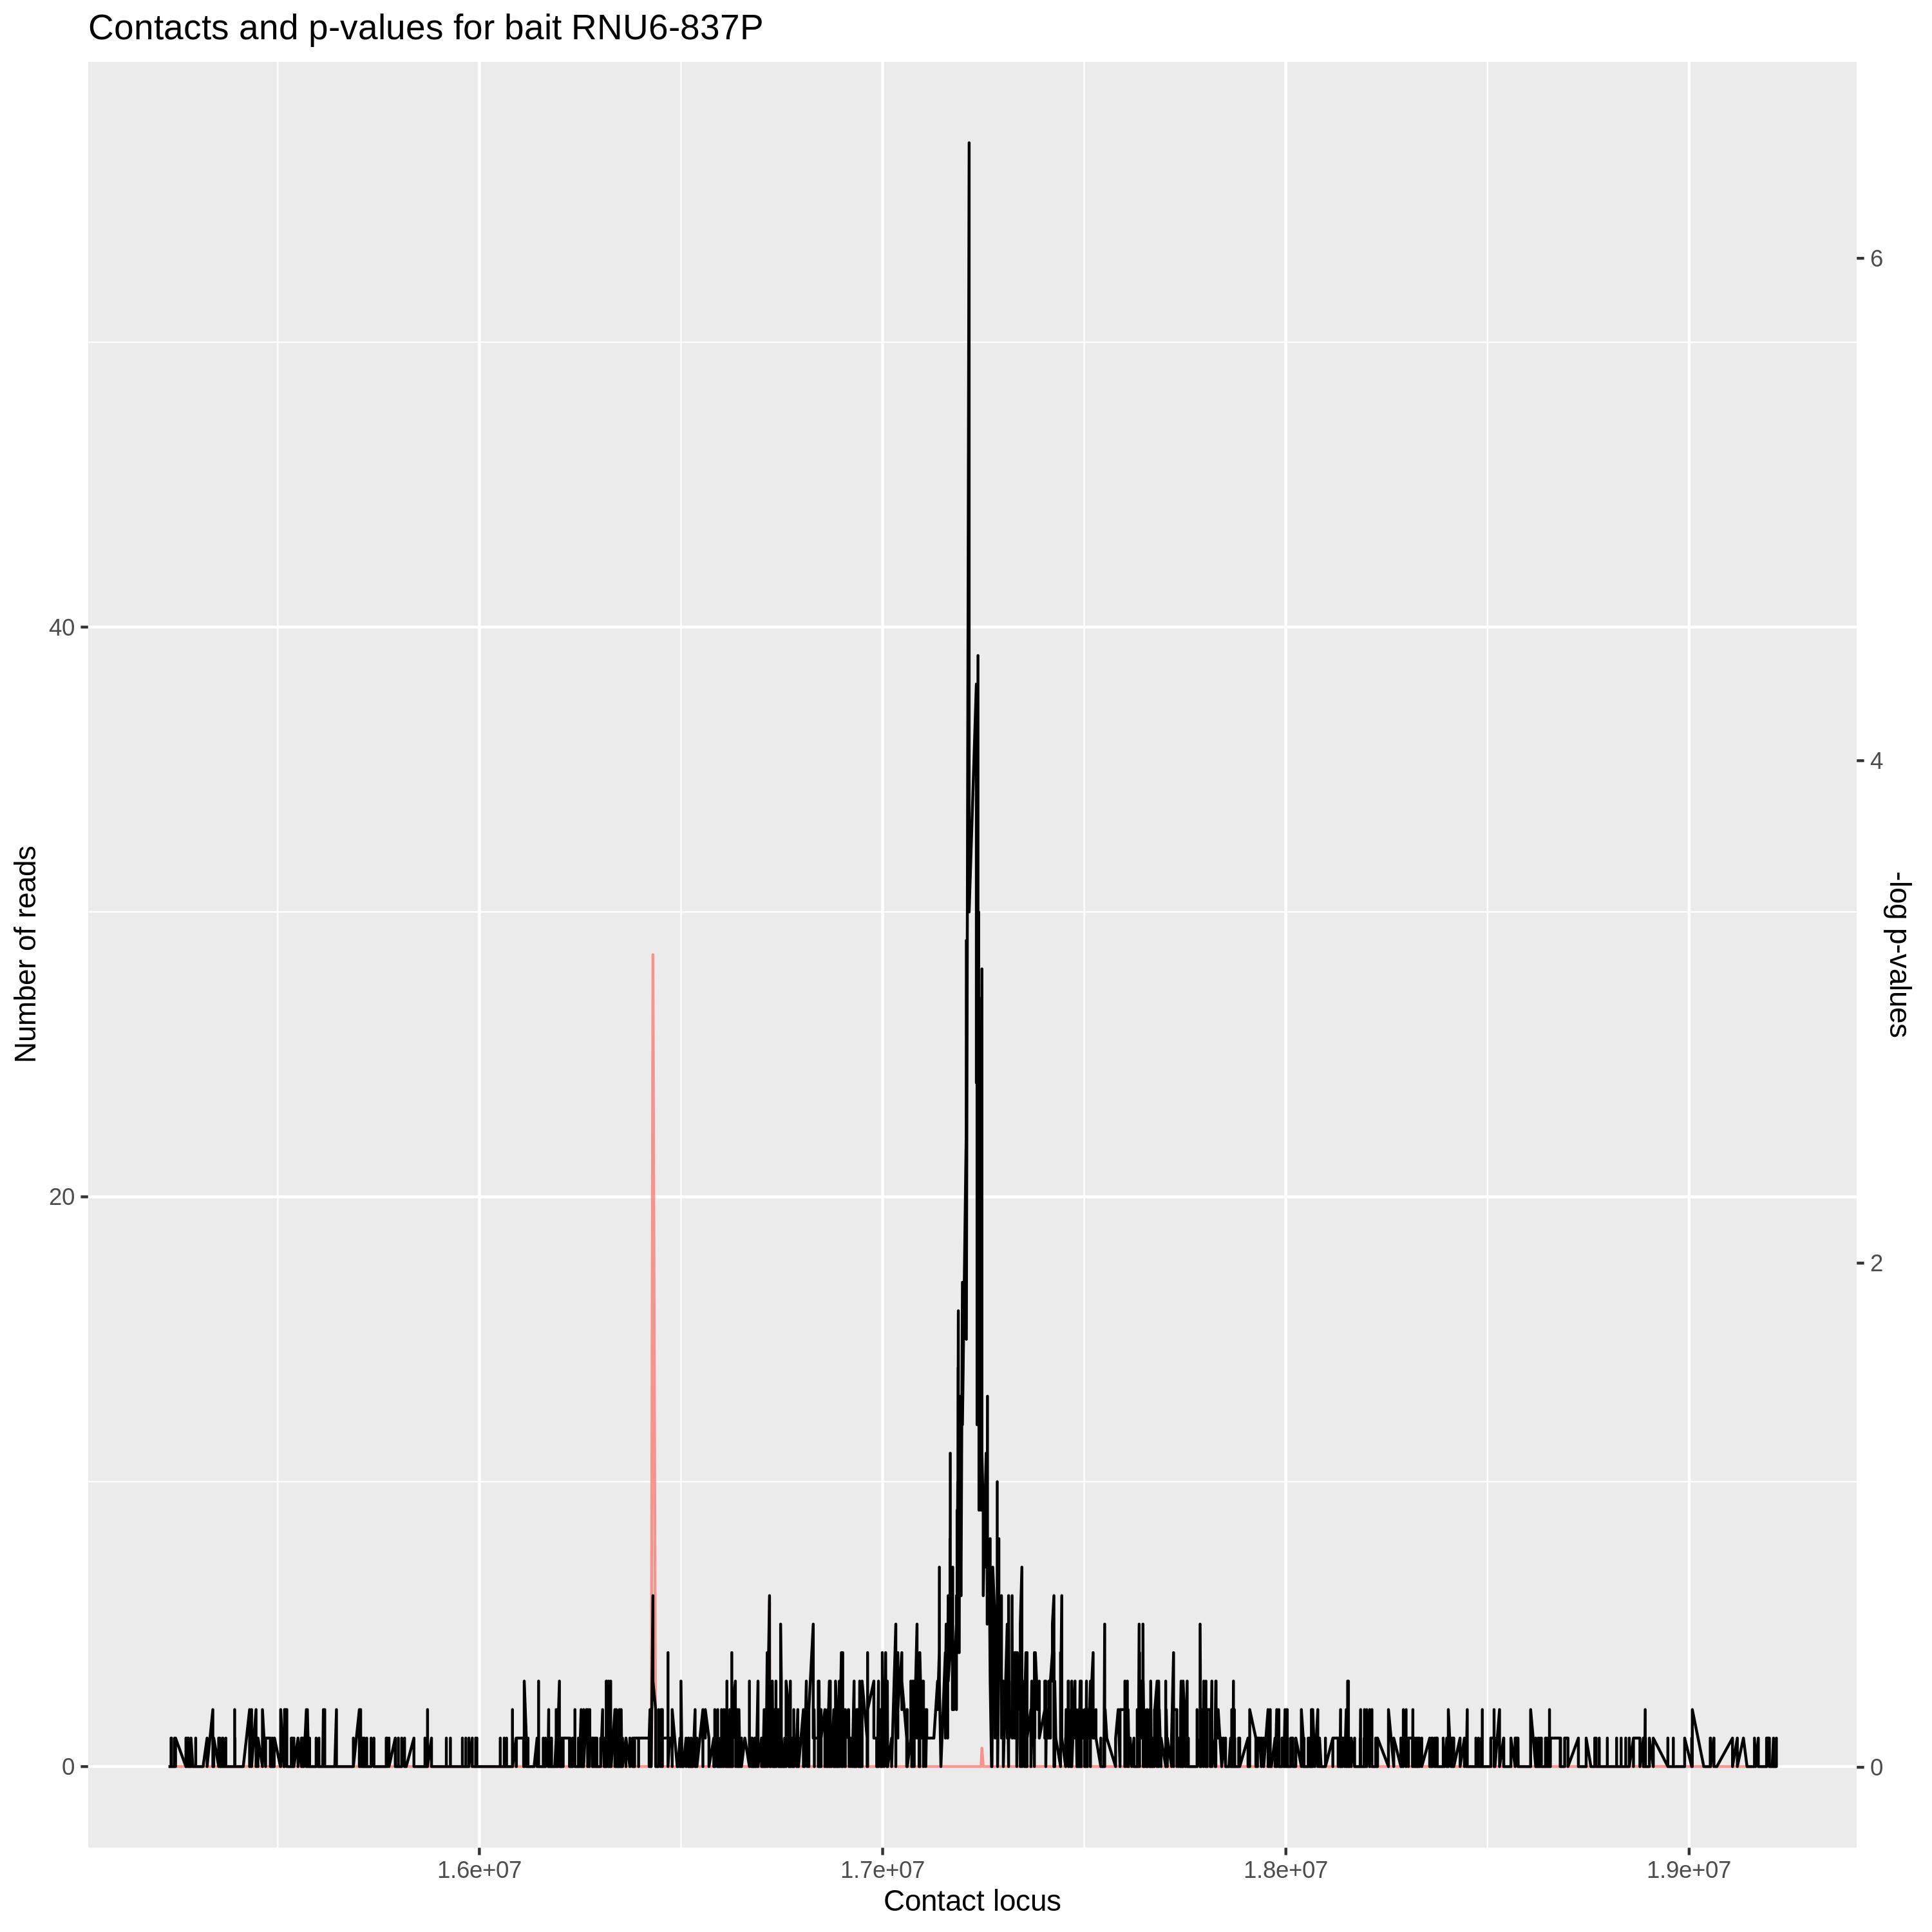 Contacts and p-values for bait RNU6-837P
Number of reads
40
20
0
6
4
2
0
-log p-values
1.6e+07
1.7e+07
1.8e+07
1.9e+07
Contact locus